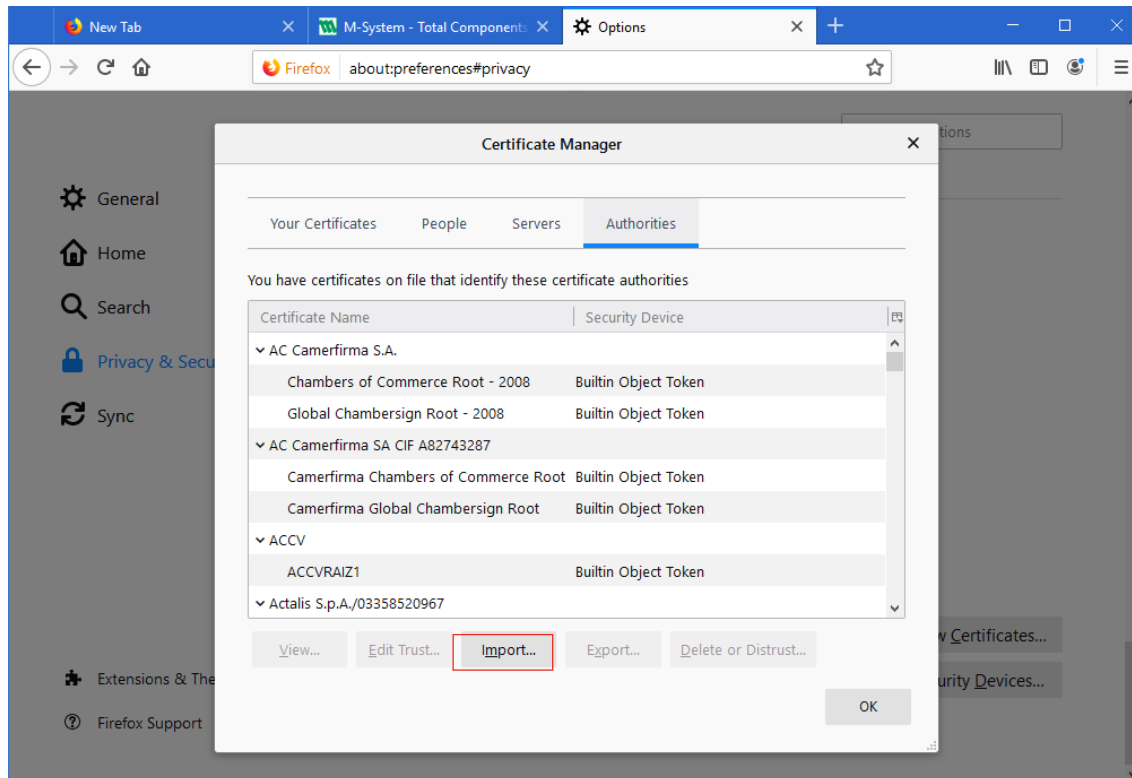 New Tab
M-System - Total Components
Options
Firefox
about:preferences#privacy
tions
Certificate Manager
General
Your Certificates People Servers Authorities
Home
You have certificates on file that identify these certificate authorities
Search
Certificate Name Security Device
AC Camerfirma S.A.
Privacy & Secu
Chambers of Commerce Root - 2008 Builtin Object Token
Sync
Global Chambersign Root - 2008 Builtin Object Token
AC Camerfirma SA CIF A82743287
Camerfirma Chambers of Commerce Root Builtin Object Token
Camerfirma Global Chambersign Root Builtin Object Token
ACCV
ACCVRAIZ1 Builtin Object Token
Actalis S.p.A./03358520967
View... Edit Trust... Import... Export... Delete or Distrust...
w Certificates...
Extensions & The
urity Devices...
OK
Firefox Support